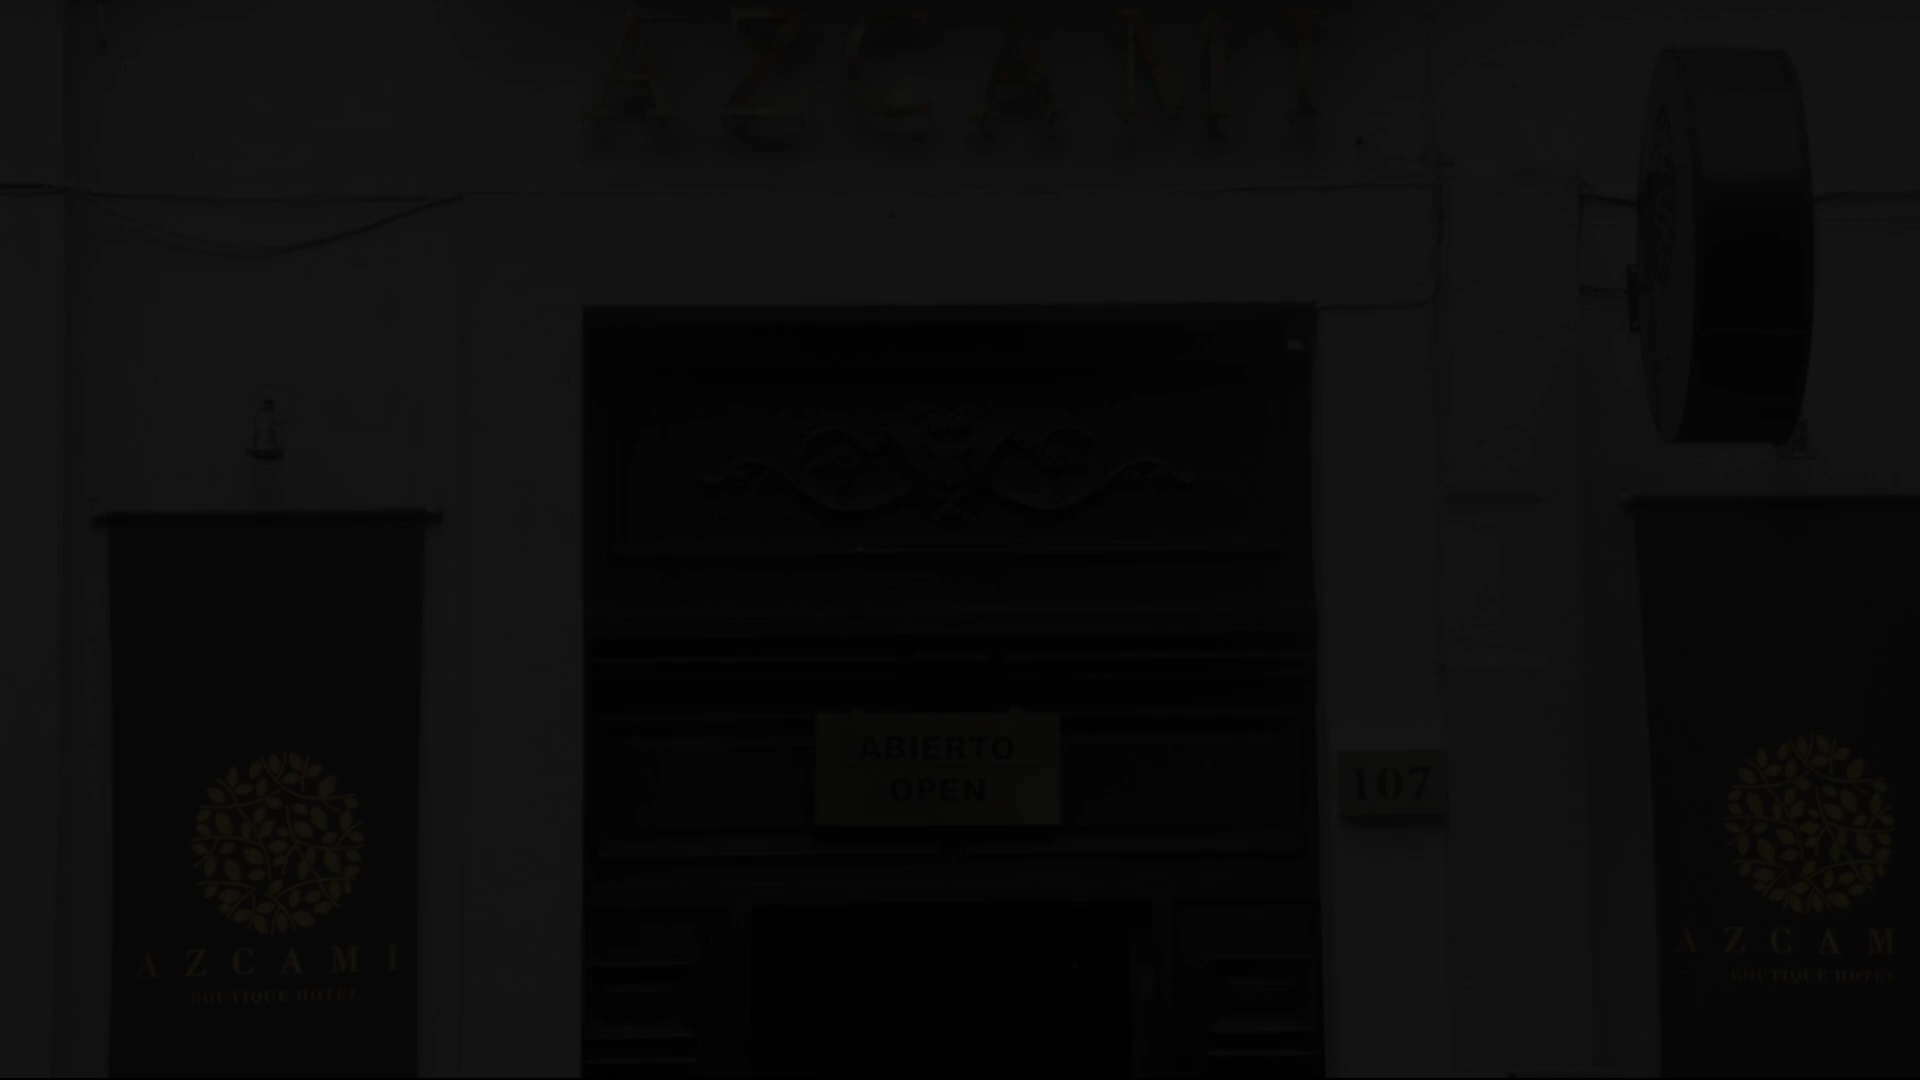 AZCAMI
ABIERTO
OPEN
107
AZCAMI
BOUTIQUE HOTEL
AZCAM
BOUTIQUE HOTEL